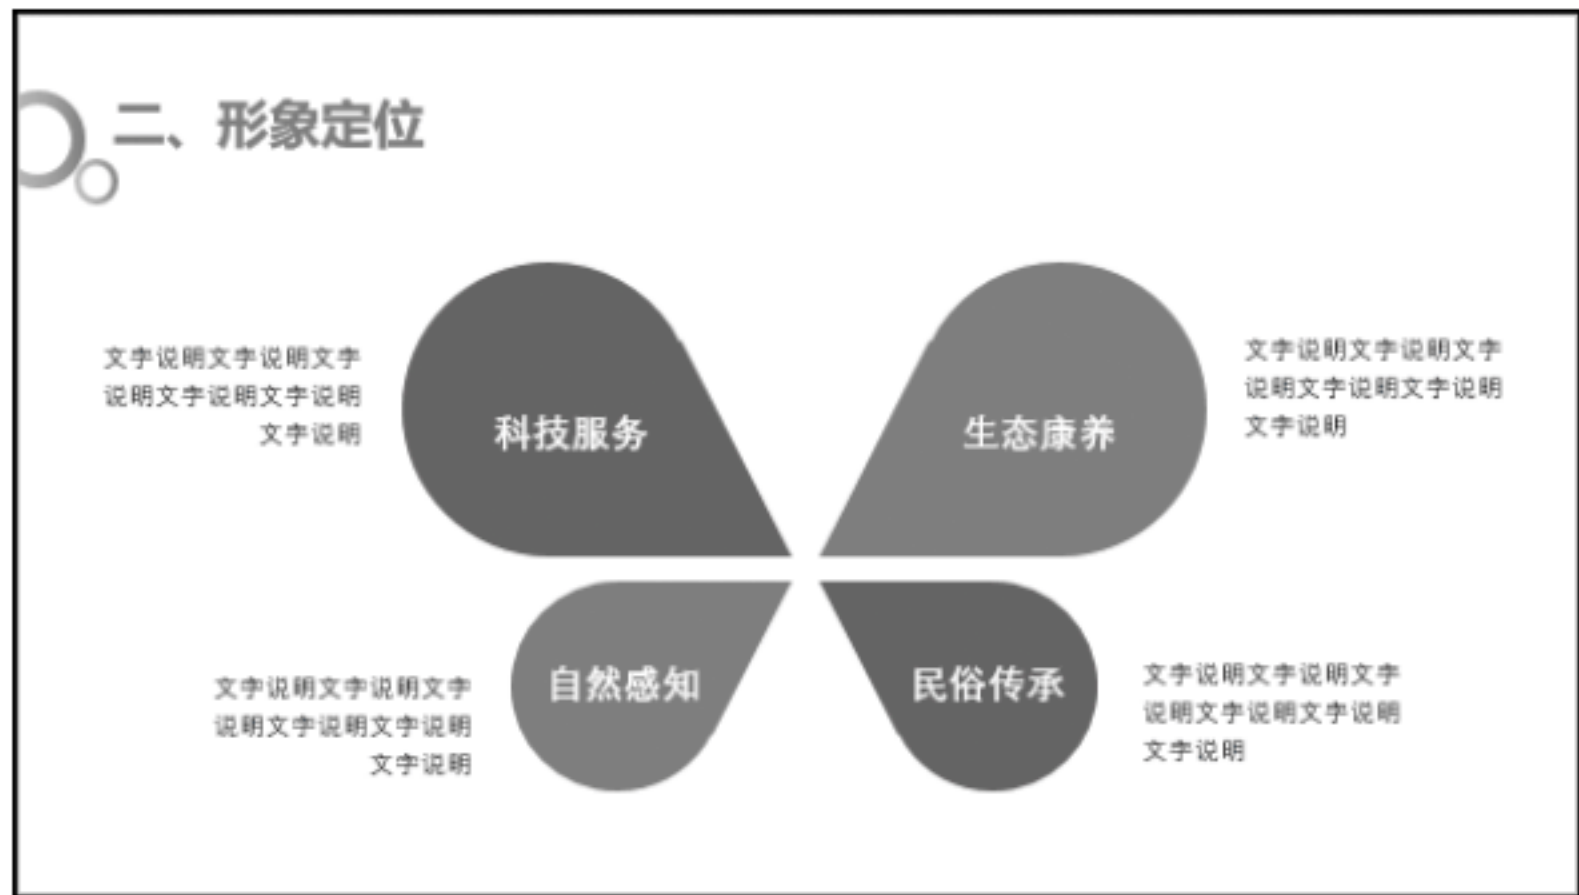 二、形象定位
文字说明文字说明文字
说明文字说明文字说明
文字说明
科技服务
生态康养
文字说明文字说明文字
说明文字说明文字说明
文字说明
文字说明文字说明文字
说明文字说明文字说明
文字说明
自然感知
民俗传承
文字说明文字说明文字
说明文字说明文字说明
文字说明